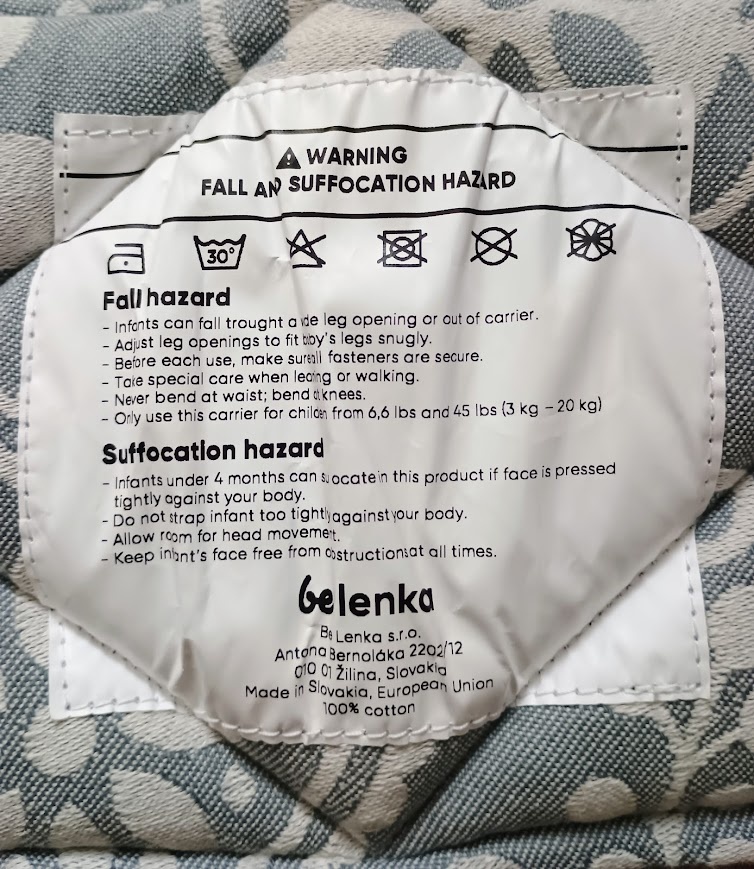 WARNING
FALL AND SUFFOCATION HAZARD
30°
Fall hazard
- Infants can fall trought a wide leg opening or out of carrier.
- Adjust leg openings to fit baby's legs snugly.
- Before each use, make sure all fasteners are secure.
- Take special care when leaning or walking.
- Never bend at waist; bend at knees.
- Only use this carrier for children from 6,6 lbs and 45 lbs (3 kg – 20 kg)
Suffocation hazard
- Infants under 4 months can suffocate in this product if face is pressed
tightly against your body.
- Do not strap infant too tightly against your body.
- Allow room for head movement.
- Keep infant's face free from obstructions at all times.
belenka
Be Lenka s.r.o.
Antona Bernoláka 2202/12
010 01 Žilina, Slovakia
Made in Slovakia, European Union
100% cotton